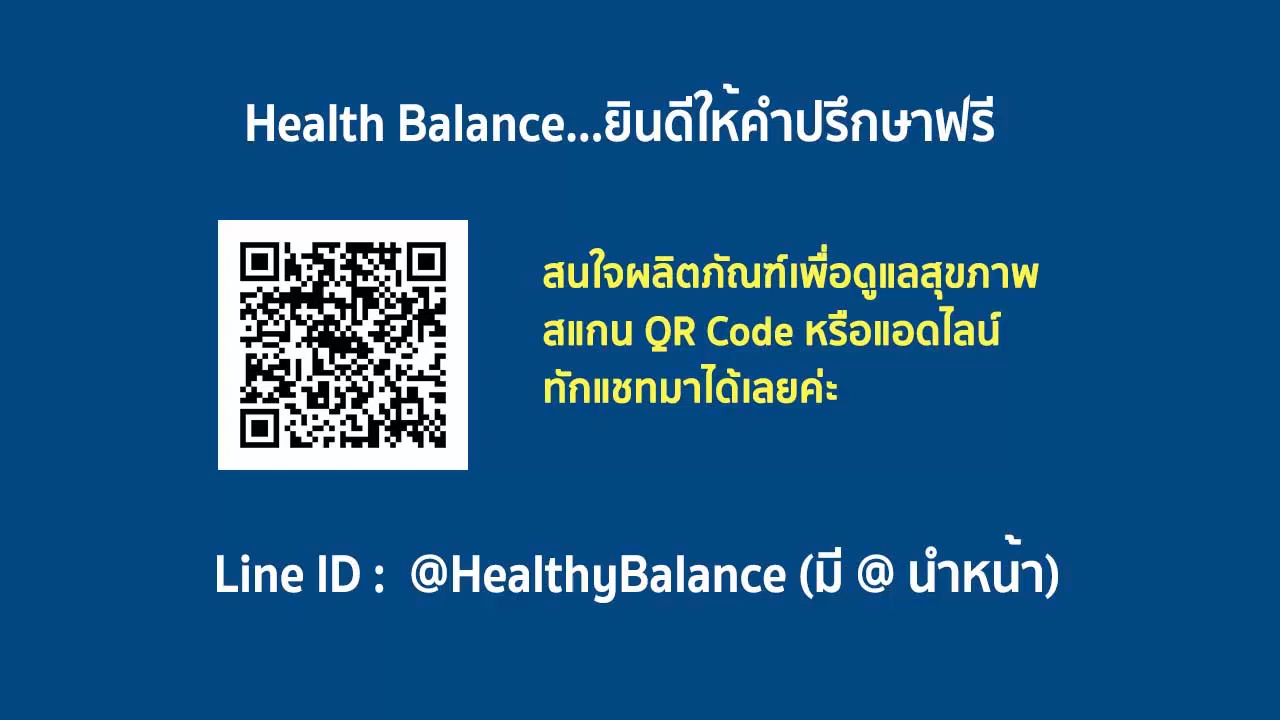 Health Balance...ยินดีให้คำปรึกษาฟรี
สนใจผลิตภัณฑ์เพื่อดูแลสุขภาพ
สแกน QR Code หรือแอดไลน์
ทักแชทมาได้เลยค่ะ
Line ID : @HealthyBalance (มี @ นำหน้า)